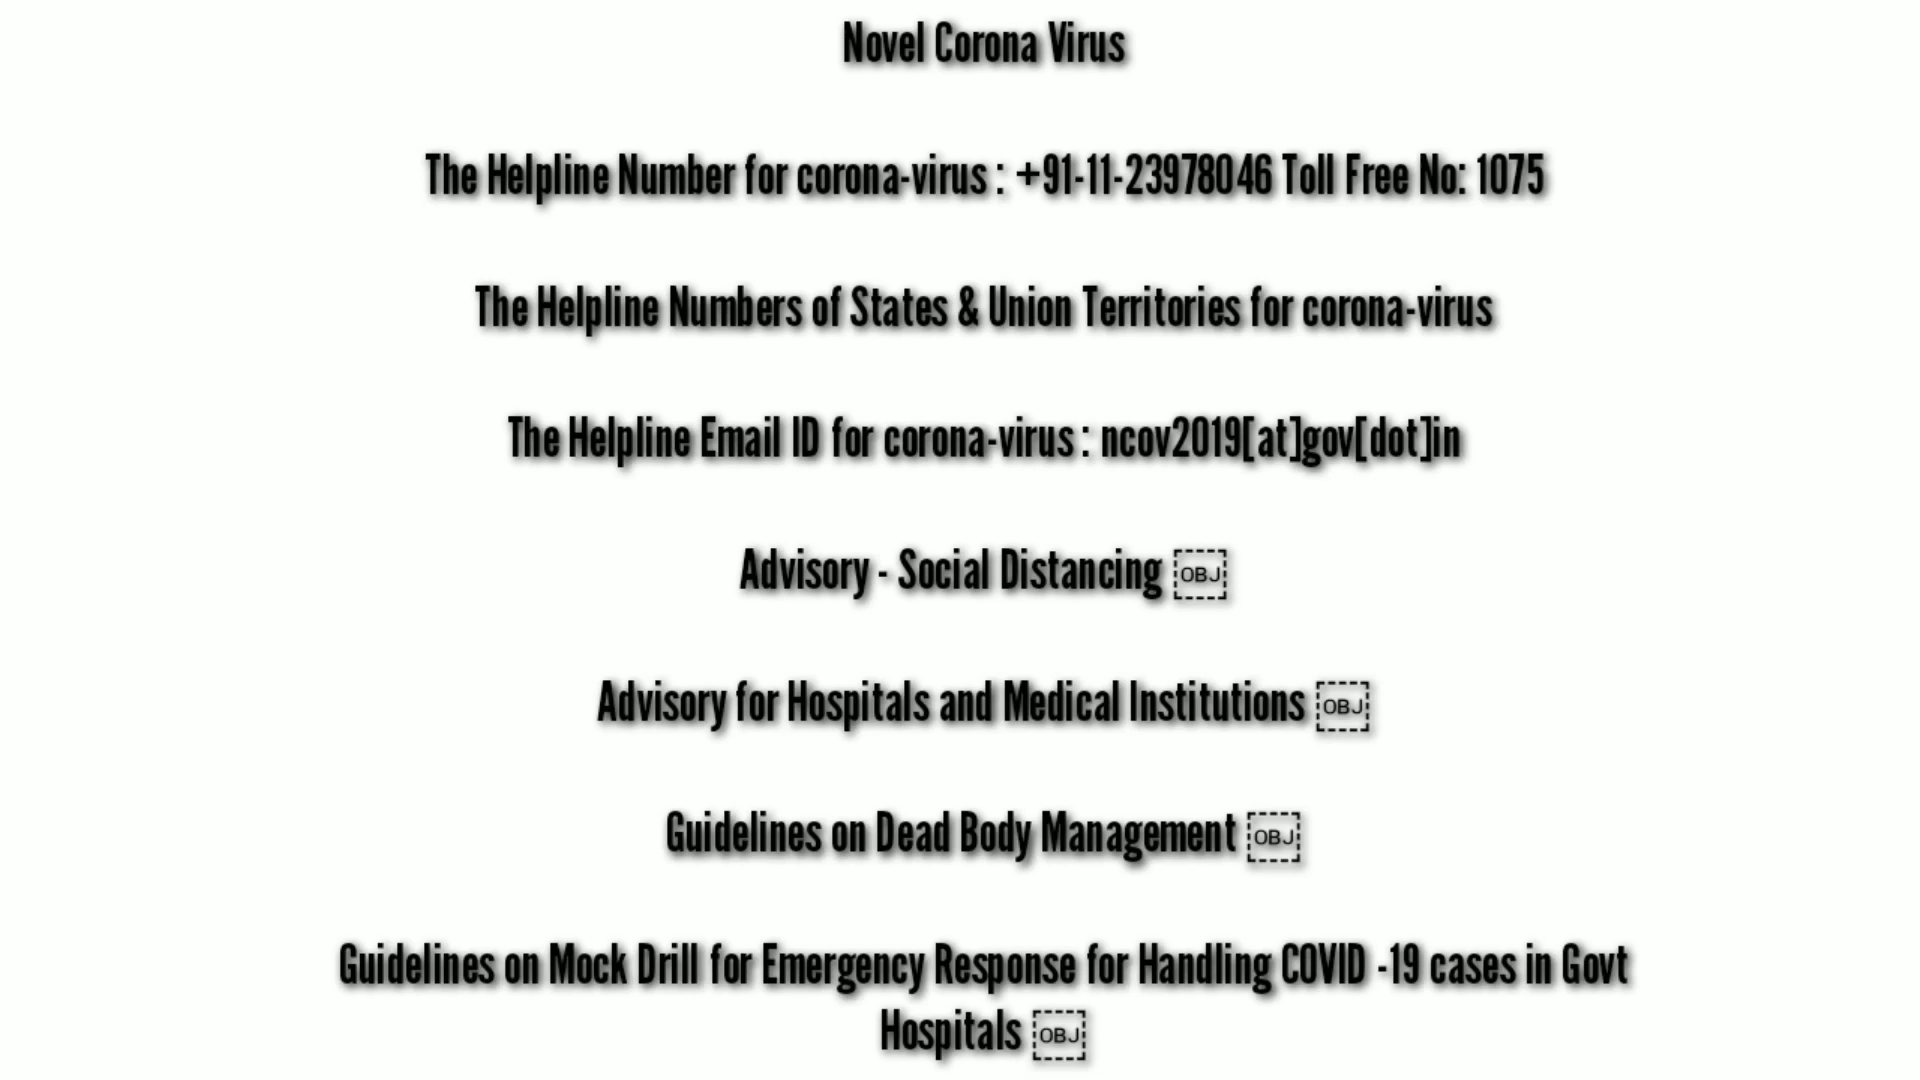 Novel Corona Virus
The Helpline Number for corona-virus : +91-11-23978046 Toll Free No: 1075
The Helpline Numbers of States & Union Territories for corona-virus
The Helpline Email ID for corona-virus : ncov2019[at]gov[dot]in
Advisory - Social Distancing OBJ
Advisory for Hospitals and Medical Institutions OBJ
Guidelines on Dead Body Management OBJ
Guidelines on Mock Drill for Emergency Response for Handling COVID -19 cases in Govt
Hospitals OBJ